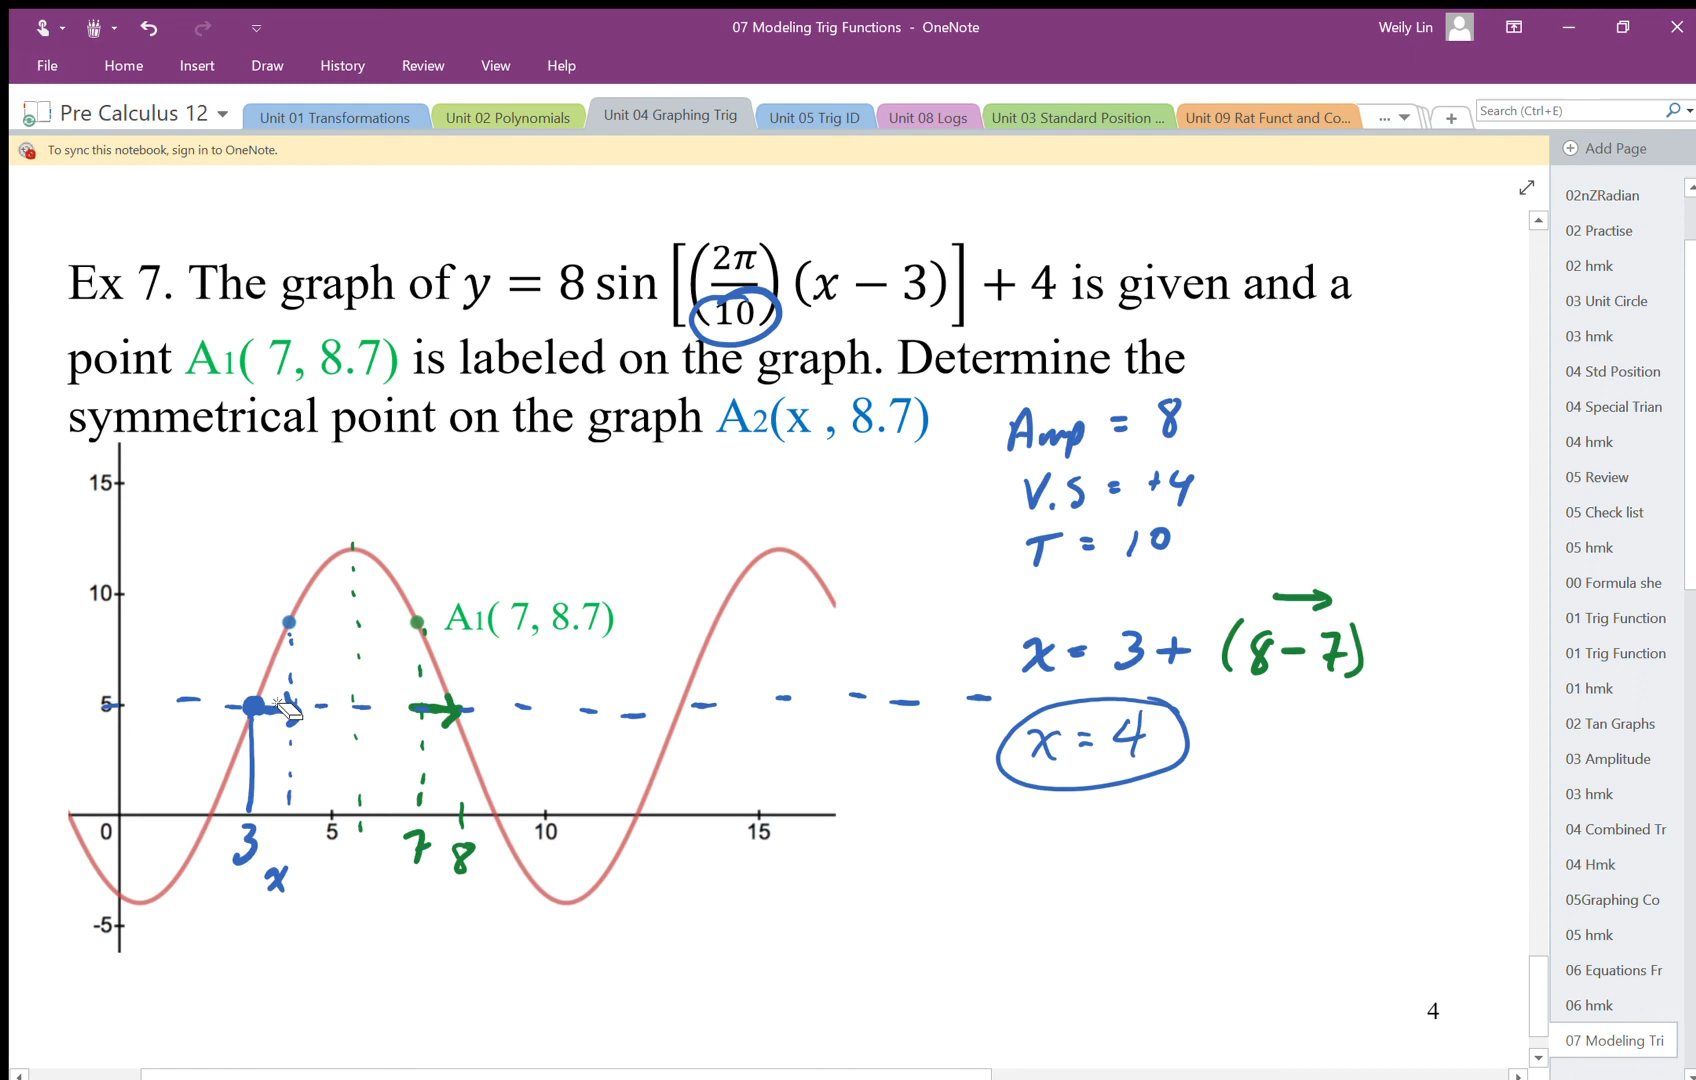 07 Modeling Trig Functions - OneNote
Weily Lin
File Home Insert Draw History Review View Help
Pre Calculus 12
Unit 01 Transformations
Unit 02 Polynomials
Unit 04 Graphing Trig
Unit 05 Trig ID
Unit 08 Logs
Unit 03 Standard Position ...
Unit 09 Rat Funct and Co...
...
Search (Ctrl+E)
To sync this notebook, sign in to OneNote.
Add Page
Ex 7. The graph of y = 8 sin [(2π/10)(x − 3)] + 4 is given and a
point A1( 7, 8.7) is labeled on the graph. Determine the
symmetrical point on the graph A2(x , 8.7)
Amp = 8
V.S = +4
T = 10
x = 3 + (8 − 7)
x = 4
15
10
A1( 7, 8.7)
5
0 5 10 15
3 x 7 8
-5
4
02nZRadian
02 Practise
02 hmk
03 Unit Circle
03 hmk
04 Std Position
04 Special Trian
04 hmk
05 Review
05 Check list
05 hmk
00 Formula she
01 Trig Function
01 Trig Function
01 hmk
02 Tan Graphs
03 Amplitude
03 hmk
04 Combined Tr
04 Hmk
05Graphing Co
05 hmk
06 Equations Fr
06 hmk
07 Modeling Tri